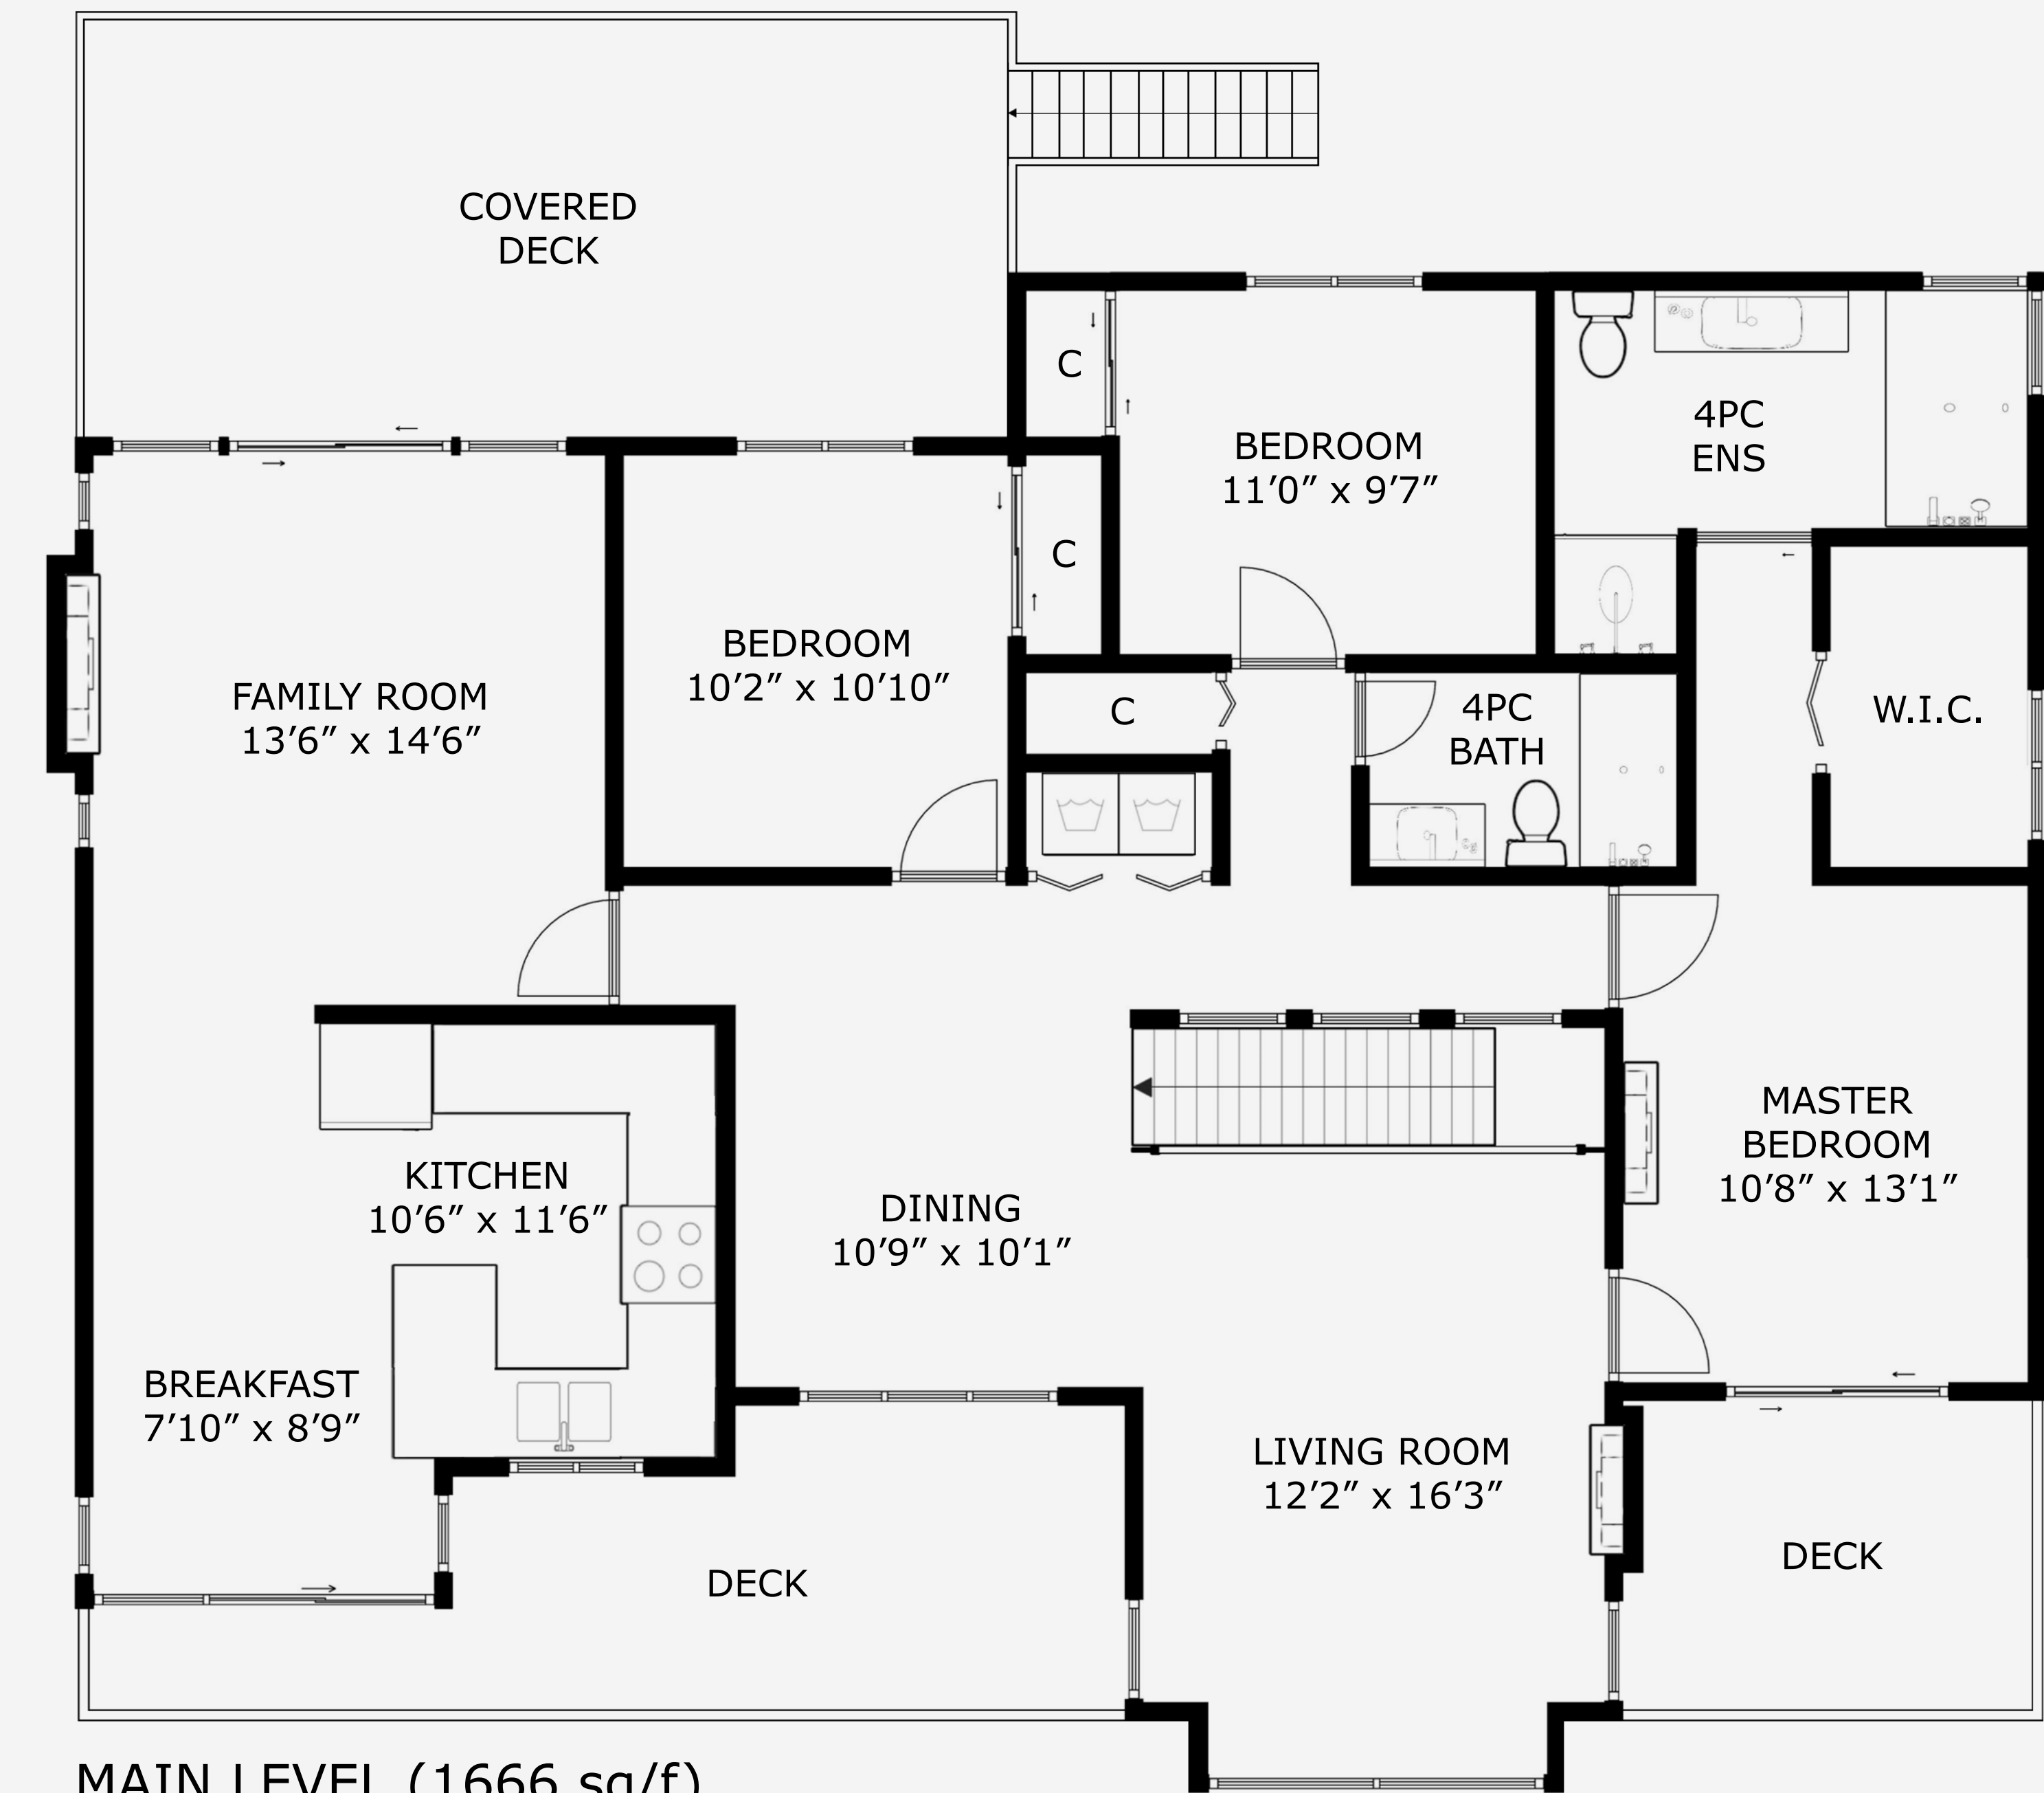 COVERED
DECK
C
BEDROOM
11’0” x 9’7”
4PC
ENS
C
BEDROOM
10’2” x 10’10”
FAMILY ROOM
13’6” x 14’6”
C
4PC
BATH
W.I.C.
MASTER
BEDROOM
10’8” x 13’1”
KITCHEN
10’6” x 11’6”
DINING
10’9” x 10’1”
BREAKFAST
7’10” x 8’9”
LIVING ROOM
12’2” x 16’3”
DECK
DECK
MAIN LEVEL (1666 sq/f)